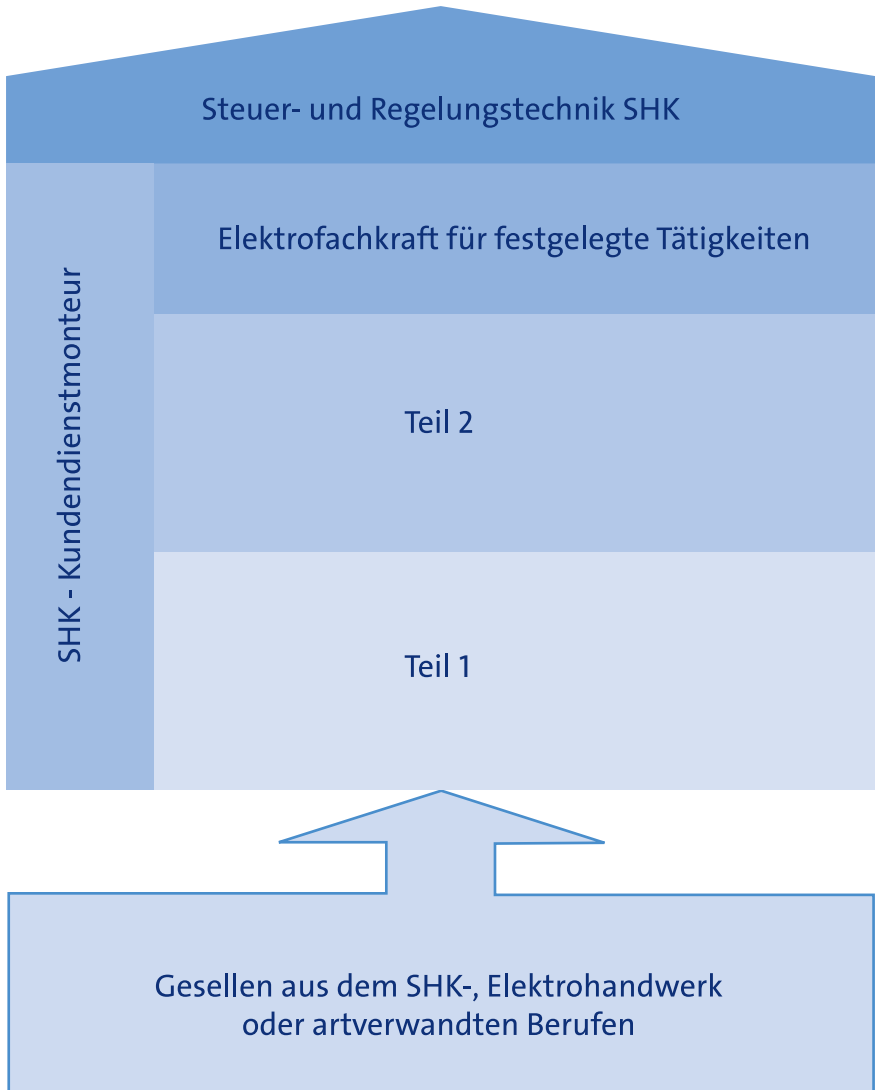 Steuer- und Regelungstechnik SHK
Elektrofachkraft für festgelegte Tätigkeiten
SHK - Kundendienstmonteur
Teil 2
Teil 1
Gesellen aus dem SHK-, Elektrohandwerk
oder artverwandten Berufen